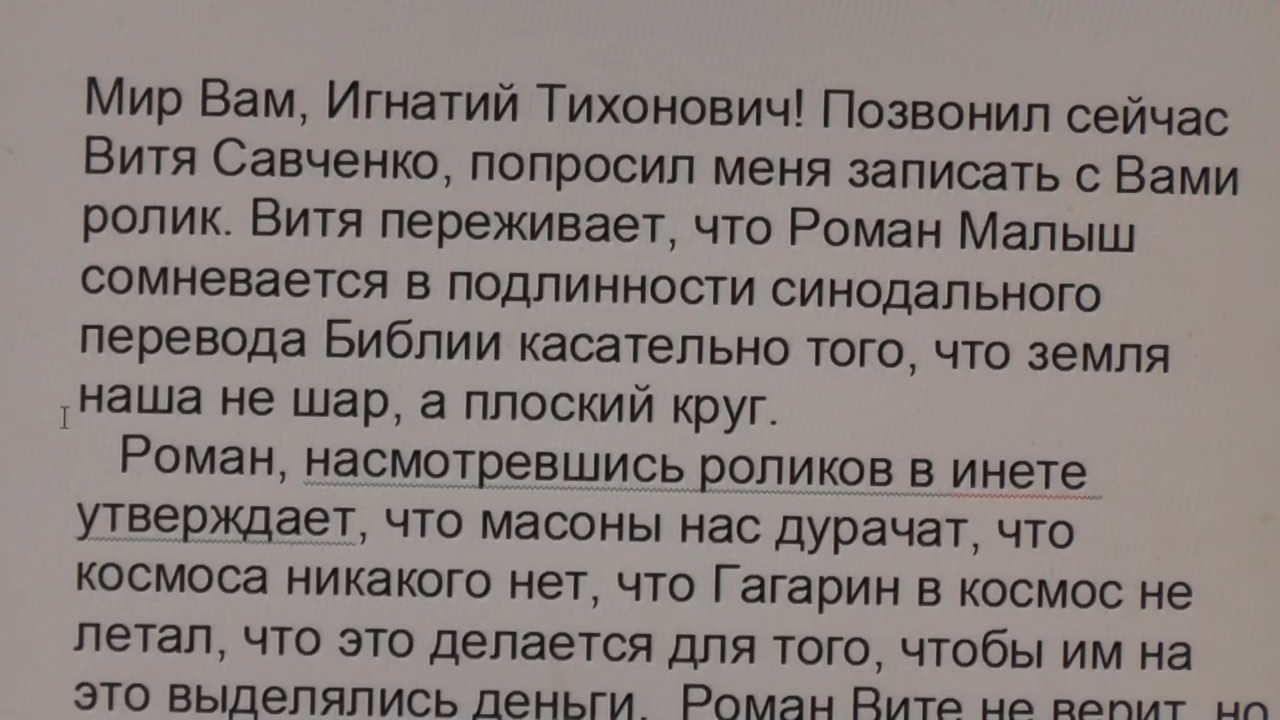 Мир Вам, Игнатий Тихонович! Позвонил сейчас
Витя Савченко, попросил меня записать с Вами
ролик. Витя переживает, что Роман Малыш
сомневается в подлинности синодального
перевода Библии касательно того, что земля
наша не шар, а плоский круг.
Роман, насмотревшись роликов в инете
утверждает, что масоны нас дурачат, что
космоса никакого нет, что Гагарин в космос не
летал, что это делается для того, чтобы им на
это выделялись деньги. Роман Вите не верит, но